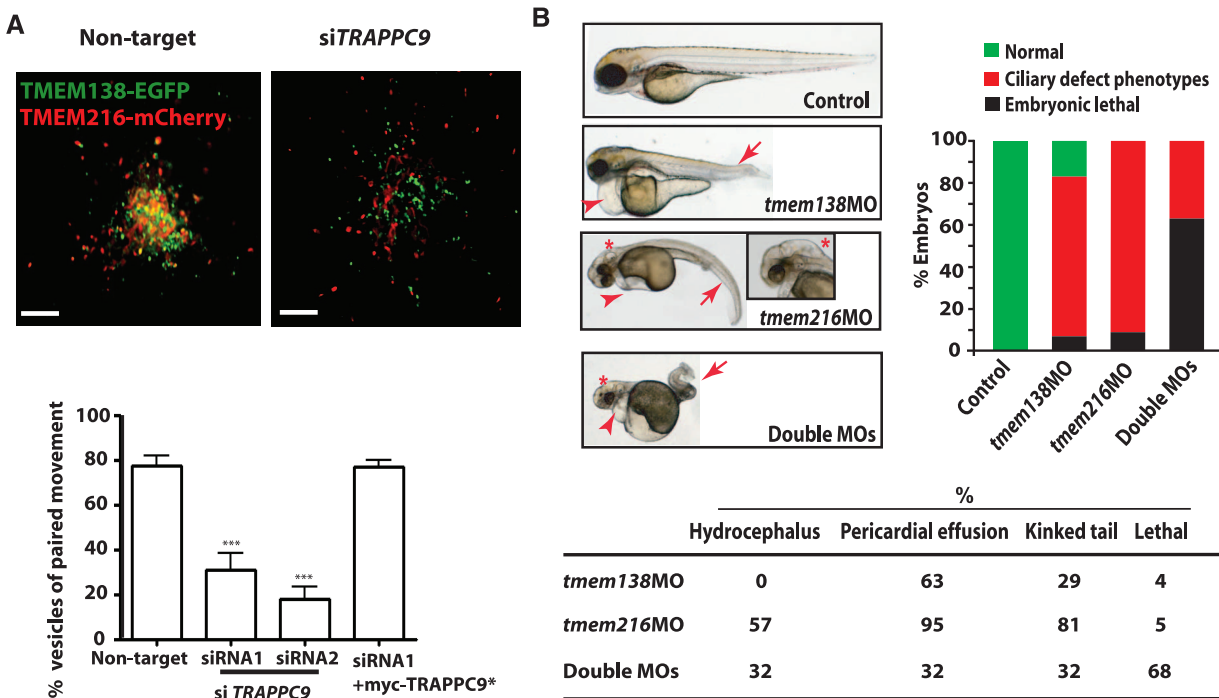 A
Non-target
siTRAPPC9
TMEM138-EGFP
TMEM216-mCherry
% vesicles of paired movement
100
80
60
40
20
0
***
***
Non-target
siRNA1
siRNA2
siRNA1
+myc-TRAPPC9*
si TRAPPC9
B
Control
tmem138MO
*
*
tmem216MO
*
Double MOs
Normal
Ciliary defect phenotypes
Embryonic lethal
% Embryos
100
80
60
40
20
0
Control
tmem138MO
tmem216MO
Double MOs
%
Hydrocephalus Pericardial effusion Kinked tail Lethal
tmem138MO 0 63 29 4
tmem216MO 57 95 81 5
Double MOs 32 32 32 68